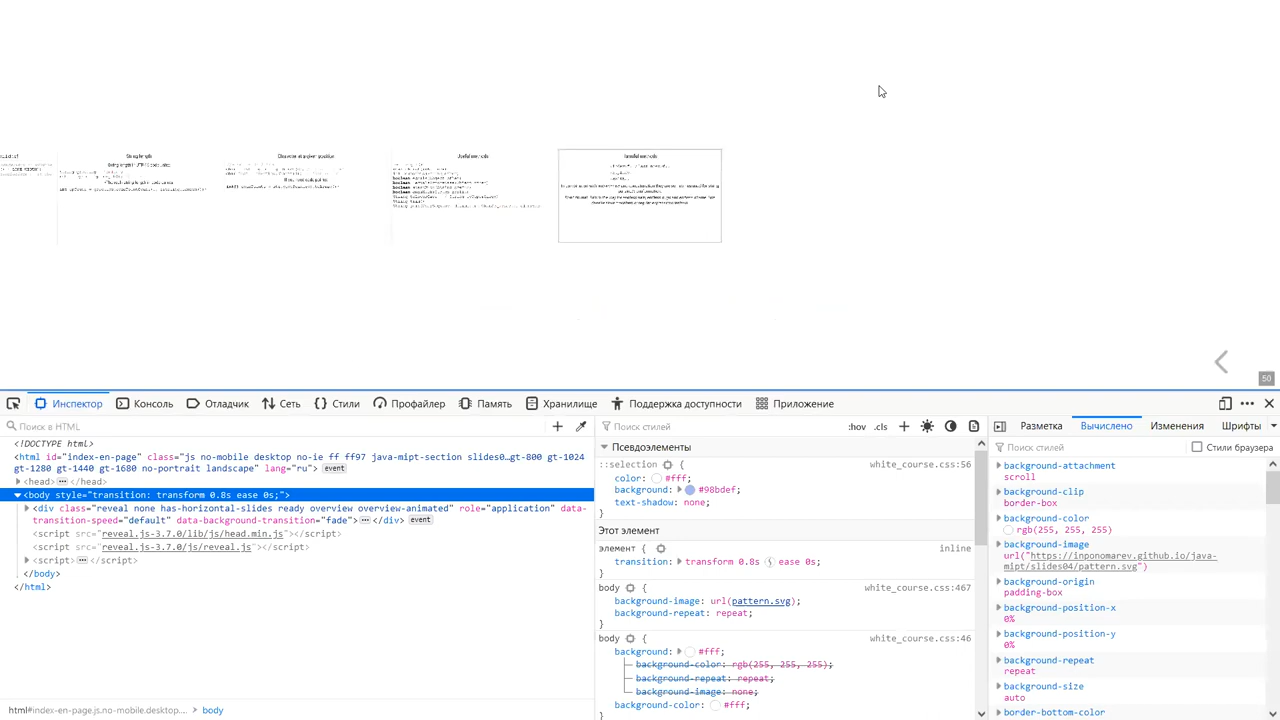 String length
Character at a given position
Useful methods
Useful methods
50
Инспектор
Консоль
Отладчик
Сеть
Стили
Профайлер
Память
Хранилище
Поддержка доступности
Приложение
Поиск в HTML
<!DOCTYPE html>
<html id="index-en-page" class="js no-mobile desktop no-ie ff ff97 java-mipt-section slides0…gt-800 gt-1024
gt-1280 gt-1440 gt-1680 no-portrait landscape" lang="ru"> event
<head> ⋯ </head>
<body style="transition: transform 0.8s ease 0s;">
<div class="reveal none has-horizontal-slides ready overview overview-animated" role="application" data-
transition-speed="default" data-background-transition="fade"> ⋯ </div> event
<script src="reveal.js-3.7.0/lib/js/head.min.js"></script>
<script src="reveal.js-3.7.0/js/reveal.js"></script>
<script> ⋯ </script>
</body>
</html>
html#index-en-page.js.no-mobile.desktop.… > body
Поиск стилей
:hov .cls
Псевдоэлементы
::selection { white_course.css:56
color: #fff;
background: #98bdef;
text-shadow: none;
}
Этот элемент
элемент { inline
transition: transform 0.8s ease 0s;
}
body { white_course.css:467
background-image: url(pattern.svg);
background-repeat: repeat;
}
body { white_course.css:46
background: #fff;
background-color: rgb(255, 255, 255);
background-repeat: repeat;
background-image: none;
background-color: #fff;
Разметка
Вычислено
Изменения
Шрифты
Поиск стилей
Стили браузера
background-attachment
scroll
background-clip
border-box
background-color
rgb(255, 255, 255)
background-image
url("https://inponomarev.github.io/java-
mipt/slides04/pattern.svg")
background-origin
padding-box
background-position-x
0%
background-position-y
0%
background-repeat
repeat
background-size
auto
border-bottom-color